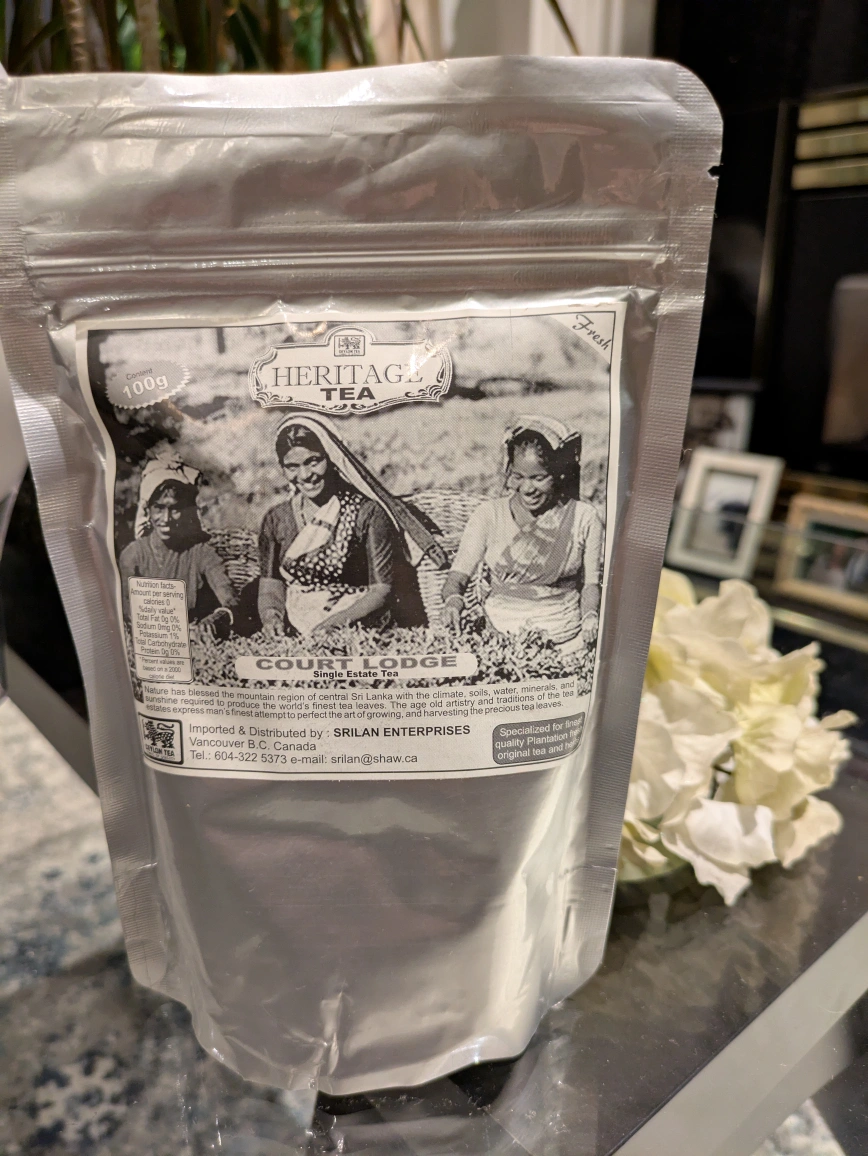 Fresh
Content
100g
CEYLON TEA
HERITAGE
TEA
Nutrition facts-
Amount per serving
calories 0
%daily value*
Total Fat 0g 0%
Sodium 0mg 0%
Potassium 1%
Total Carbohydrate
Protein 0g 0%
*Percent values are
based on a 2000
calorie diet
COURT LODGE
Single Estate Tea
Nature has blessed the mountain region of central Sri Lanka with the climate, soils, water, minerals, and
sunshine required to produce the world's finest tea leaves. The age old artistry and traditions of the tea
estates express man's finest attempt to perfect the art of growing, and harvesting the precious tea leaves.
CEYLON TEA
Imported & Distributed by : SRILAN ENTERPRISES
Vancouver B.C. Canada
Tel.: 604-322 5373 e-mail: srilan@shaw.ca
Specialized for finest
quality Plantation
original tea and